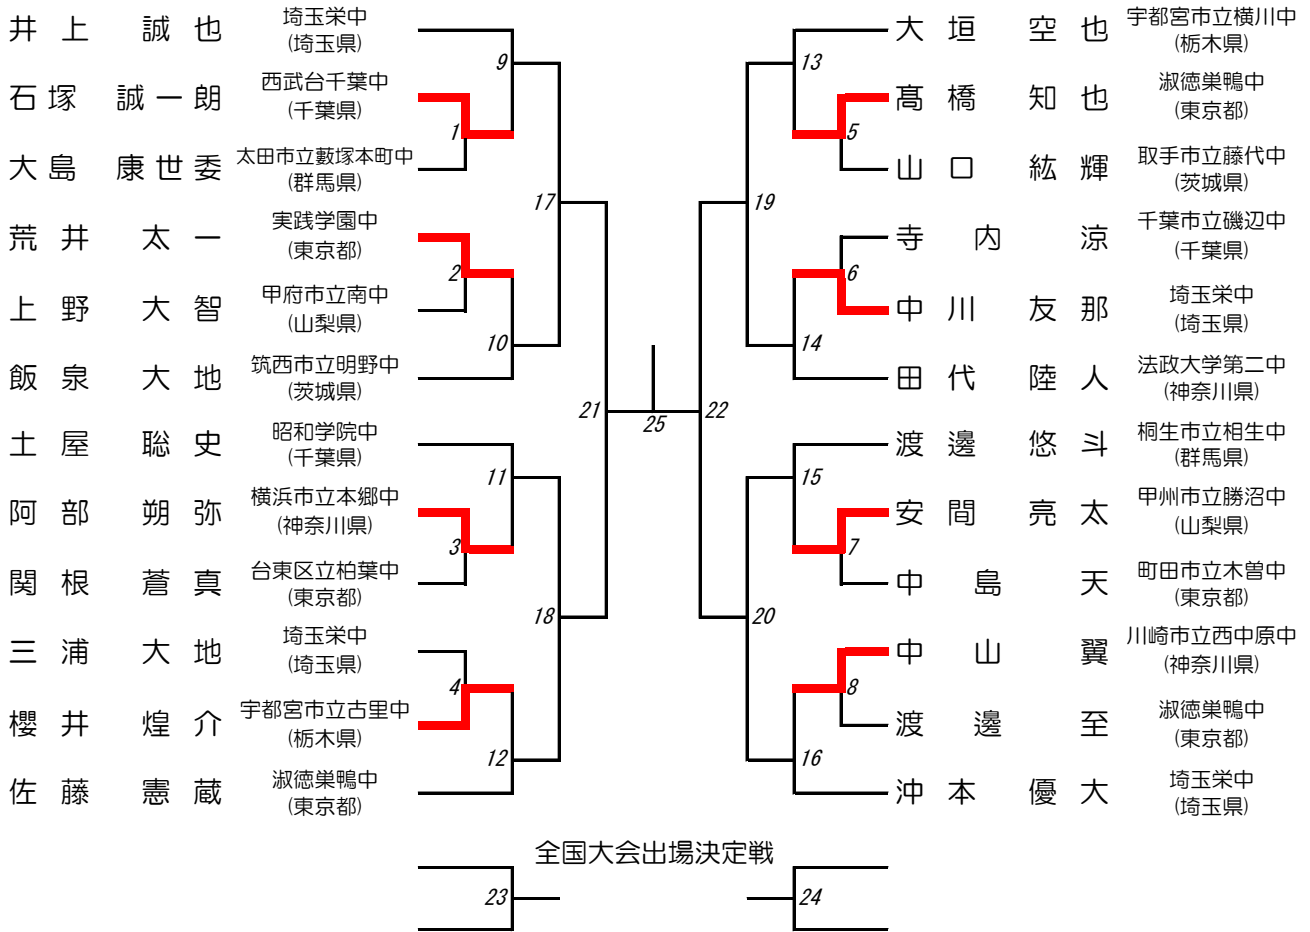 井上 誠也 埼玉栄中 (埼玉県)
石塚 誠一朗 西武台千葉中 (千葉県)
大島 康世委 太田市立藪塚本町中 (群馬県)
荒井 太一 実践学園中 (東京都)
上野 大智 甲府市立南中 (山梨県)
飯泉 大地 筑西市立明野中 (茨城県)
土屋 聡史 昭和学院中 (千葉県)
阿部 朔弥 横浜市立本郷中 (神奈川県)
関根 蒼真 台東区立柏葉中 (東京都)
三浦 大地 埼玉栄中 (埼玉県)
櫻井 煌介 宇都宮市立古里中 (栃木県)
佐藤 憲蔵 淑徳巣鴨中 (東京都)
9
1
17
2
10
21
11
3
18
4
12
25
13
5
19
6
14
22
15
7
20
8
16
大垣 空也 宇都宮市立横川中 (栃木県)
髙橋 知也 淑徳巣鴨中 (東京都)
山口 紘輝 取手市立藤代中 (茨城県)
寺内 涼 千葉市立磯辺中 (千葉県)
中川 友那 埼玉栄中 (埼玉県)
田代 陸人 法政大学第二中 (神奈川県)
渡邊 悠斗 桐生市立相生中 (群馬県)
安間 亮太 甲州市立勝沼中 (山梨県)
中島 天 町田市立木曽中 (東京都)
中山 翼 川崎市立西中原中 (神奈川県)
渡邊 至 淑徳巣鴨中 (東京都)
沖本 優大 埼玉栄中 (埼玉県)
全国大会出場決定戦
23
24